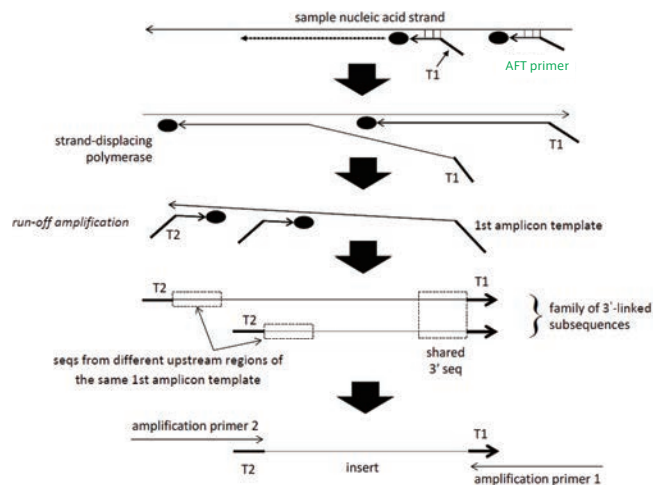 sample nucleic acid strand
AFT primer
T1
strand-displacing
polymerase
T1
T1
run-off amplification
T2
1st amplicon template
T2
T1
T2
family of 3'-linked
subsequences
seqs from different upstream regions of
the same 1st amplicon template
shared
3' seq
amplification primer 2
T1
T2
insert
amplification primer 1